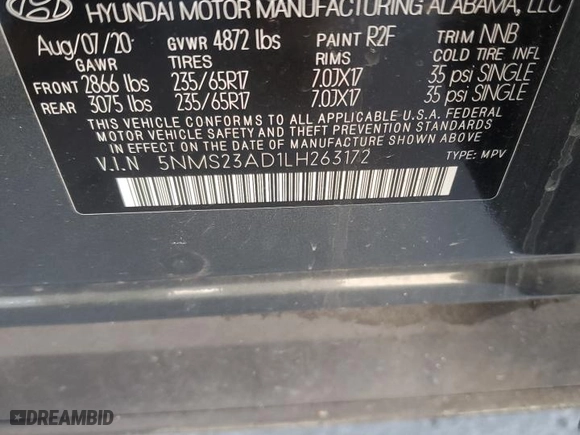 HYUNDAI MOTOR MANUFACTURING ALABAMA, LLC
Aug/07/20 GVWR 4872 lbs PAINT R2F TRIM NNB
GAWR TIRES RIMS COLD TIRE INFL
FRONT 2866 lbs 235/65R17 7.0JX17 35 psi SINGLE
REAR 3075 lbs 235/65R17 7.0JX17 35 psi SINGLE
THIS VEHICLE CONFORMS TO ALL APPLICABLE U.S.A. FEDERAL
MOTOR VEHICLE SAFETY AND THEFT PREVENTION STANDARDS
IN EFFECT ON THE DATE OF MANUFACTURE SHOWN ABOVE
V.I.N 5NMS23AD1LH263172 TYPE: MPV
DREAMBID